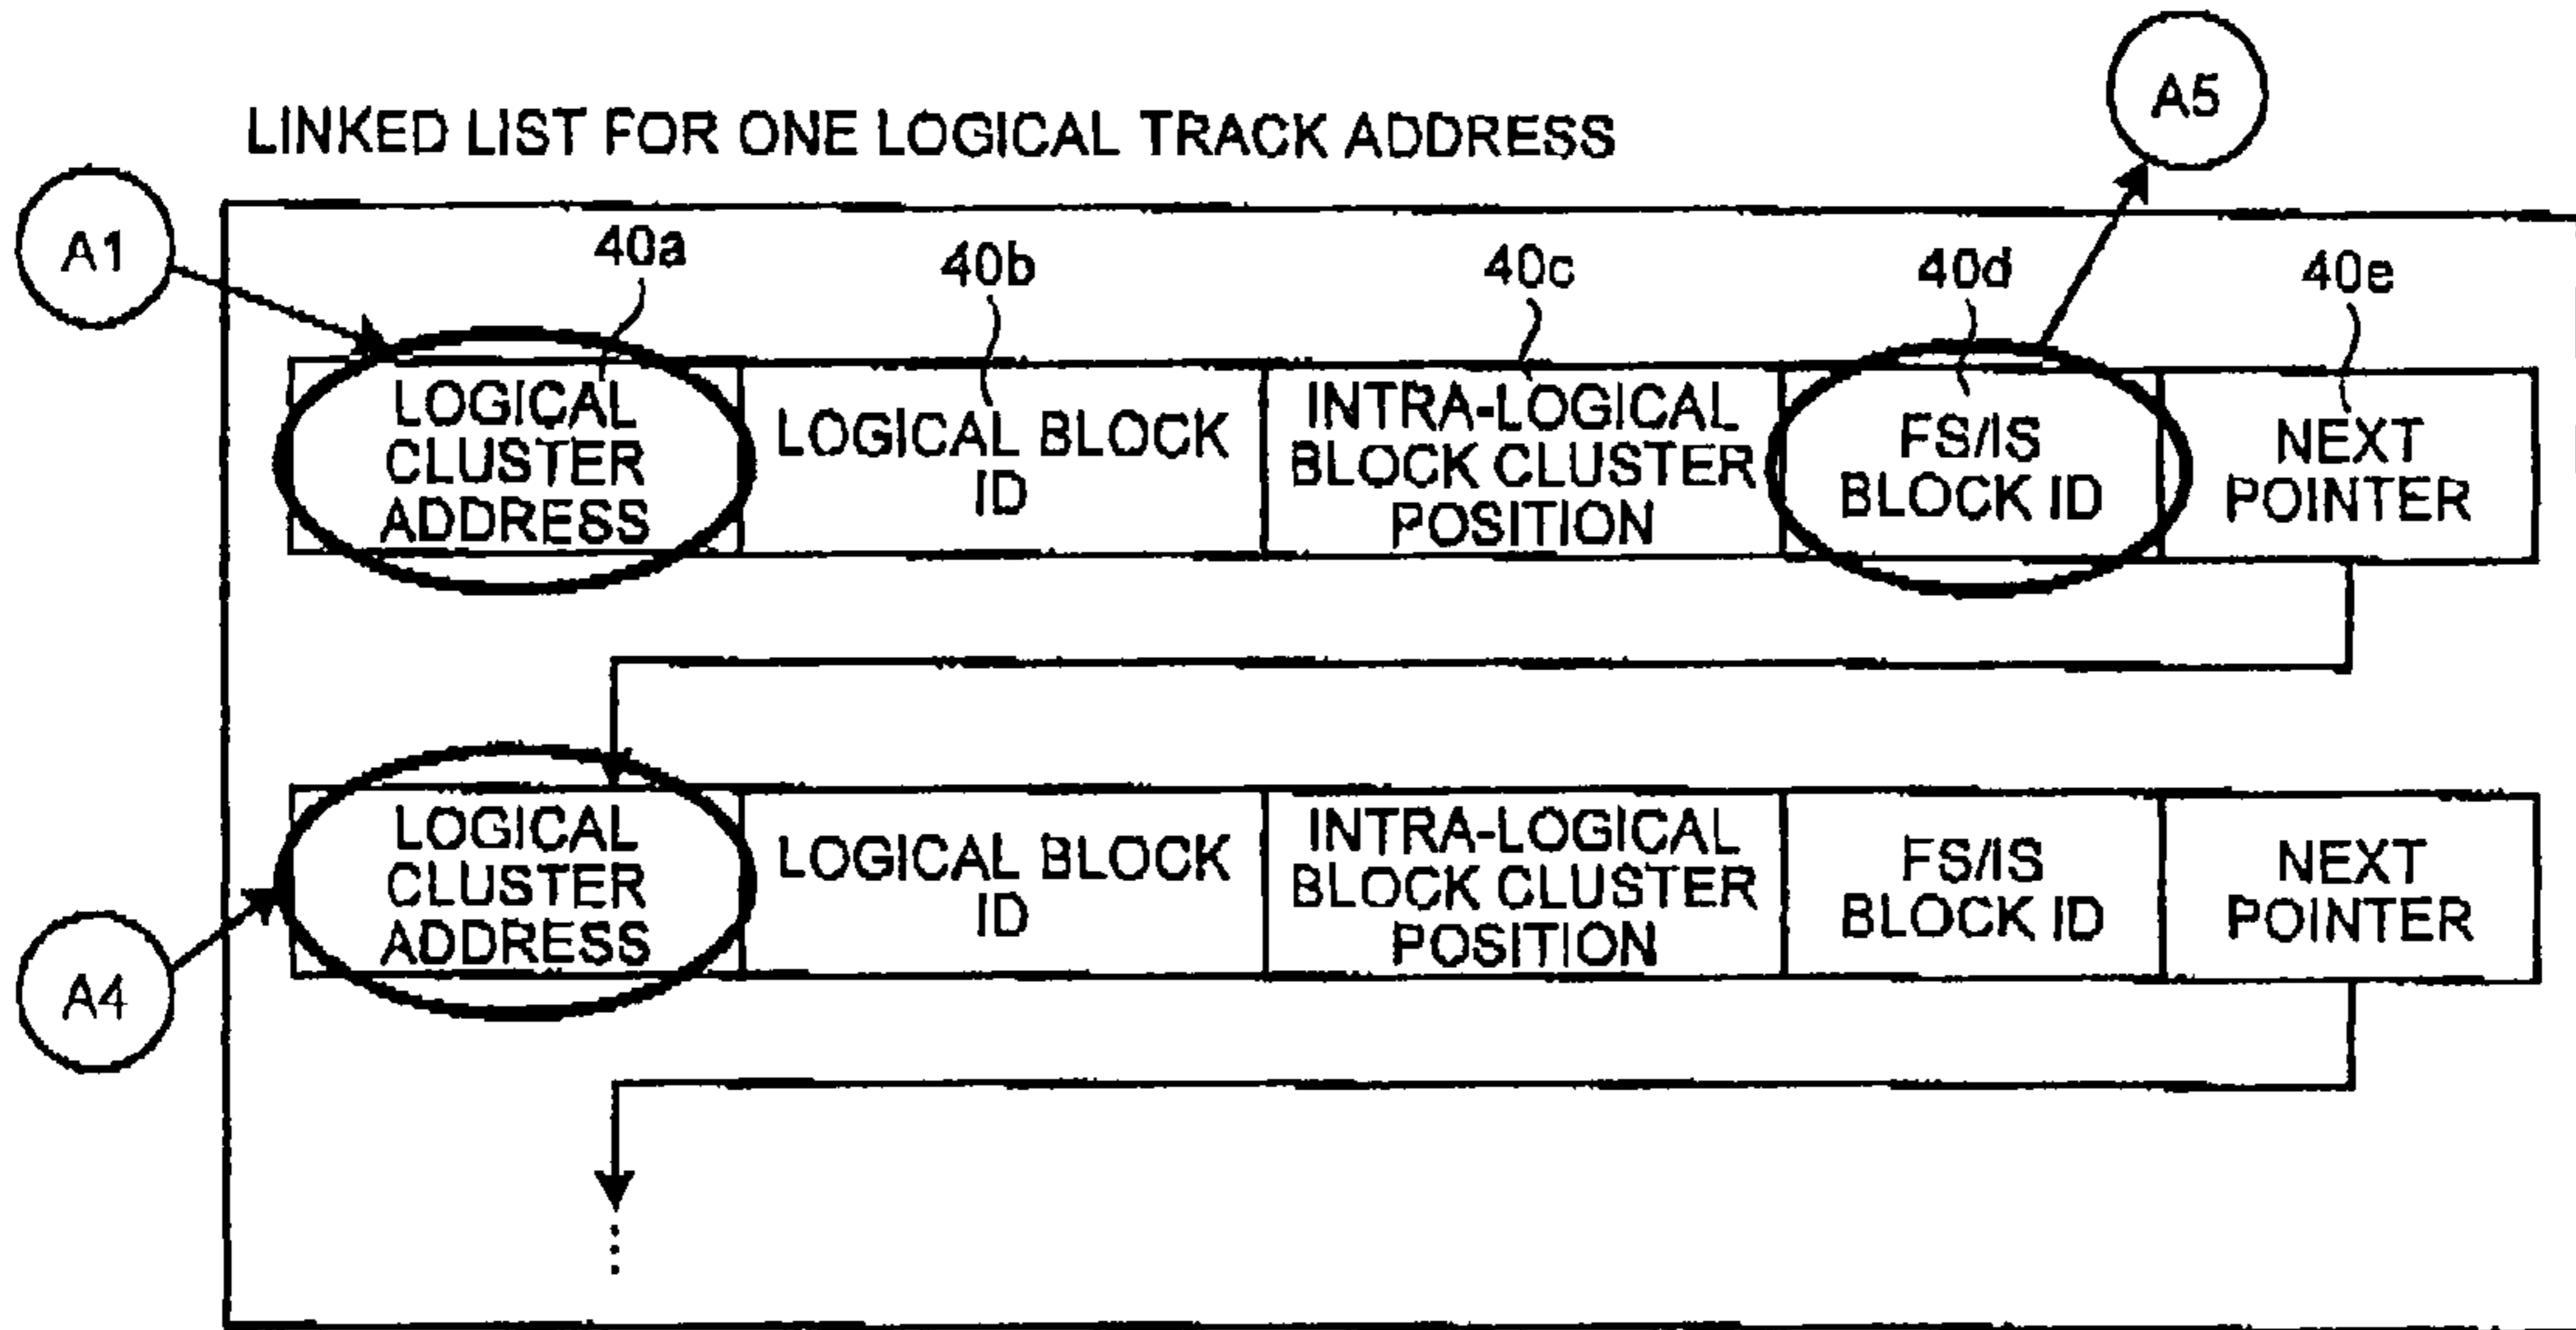 A5
LINKED LIST FOR ONE LOGICAL TRACK ADDRESS
A1
40a
40b
40c
40d
40e
LOGICAL
CLUSTER
ADDRESS
LOGICAL BLOCK
ID
INTRA-LOGICAL
BLOCK CLUSTER
POSITION
FS/IS
BLOCK ID
NEXT
POINTER
A4
LOGICAL
CLUSTER
ADDRESS
LOGICAL BLOCK
ID
INTRA-LOGICAL
BLOCK CLUSTER
POSITION
FS/IS
BLOCK ID
NEXT
POINTER